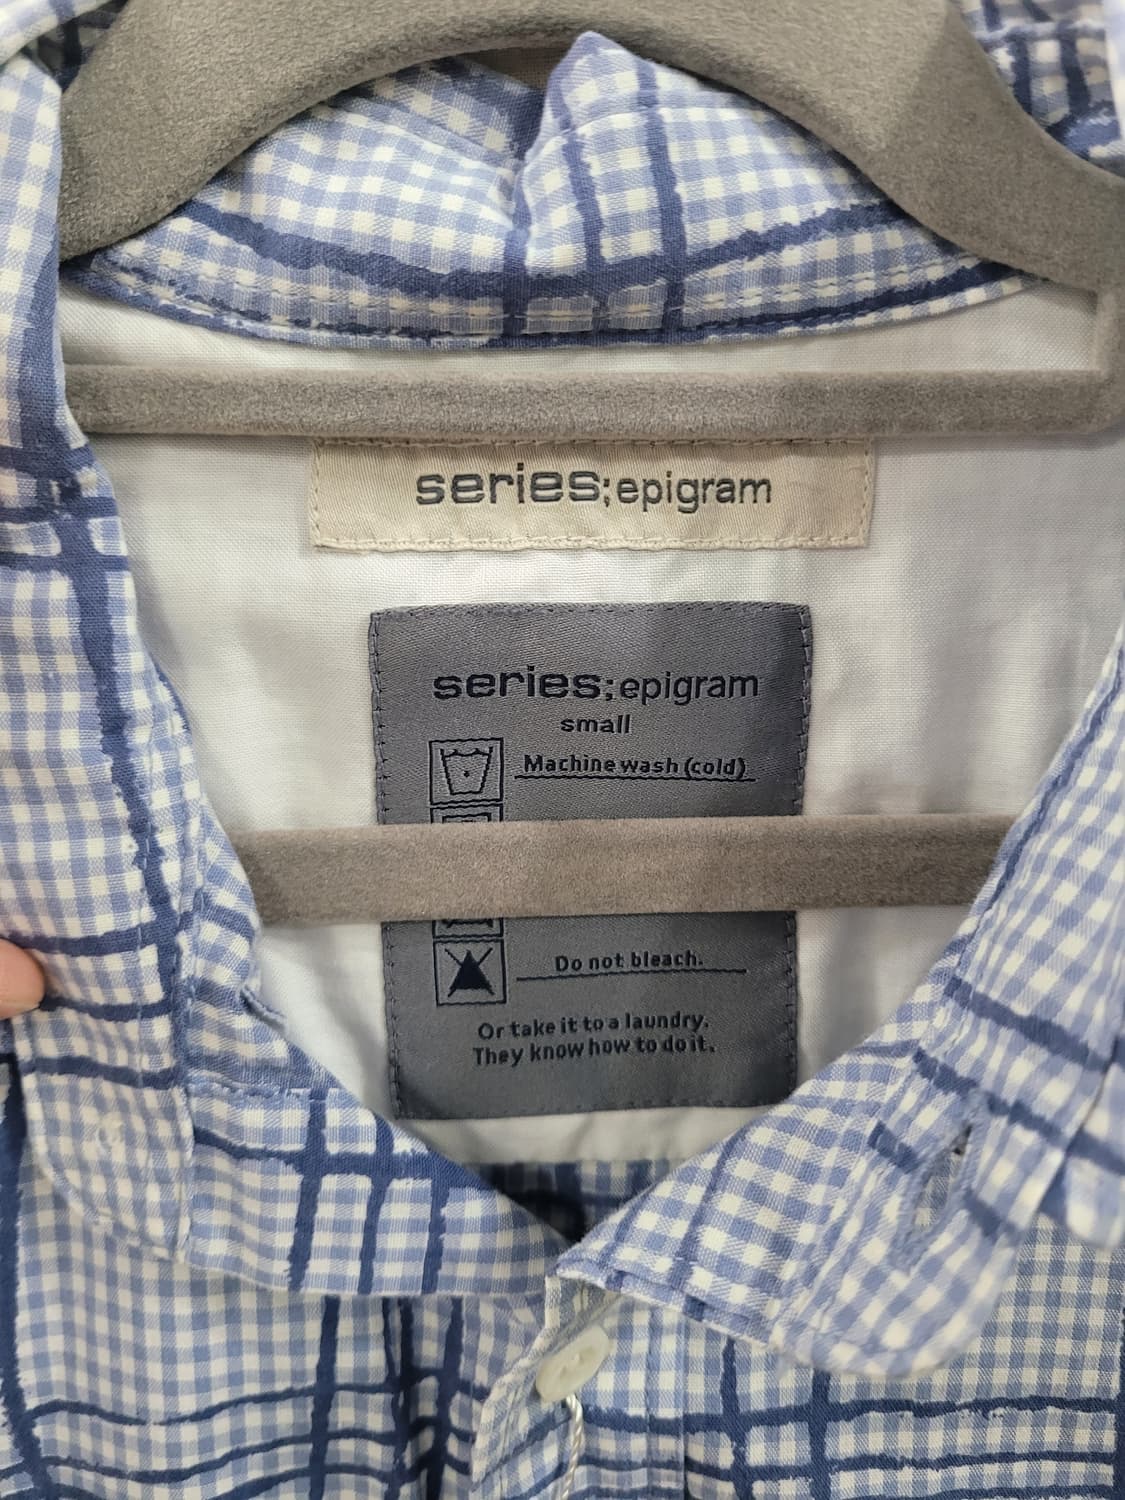 series;epigram
series;epigram
small
Machine wash (cold)
Do not bleach.
Or take it to a laundry.
They know how to do it.